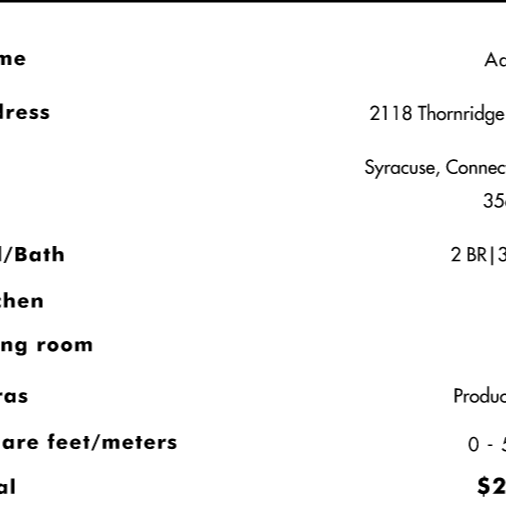 me Ad
dress 2118 Thornridge
Syracuse, Connec
35
/Bath 2 BR|3
chen
ng room
ras Produc
are feet/meters 0 - 5
al $2